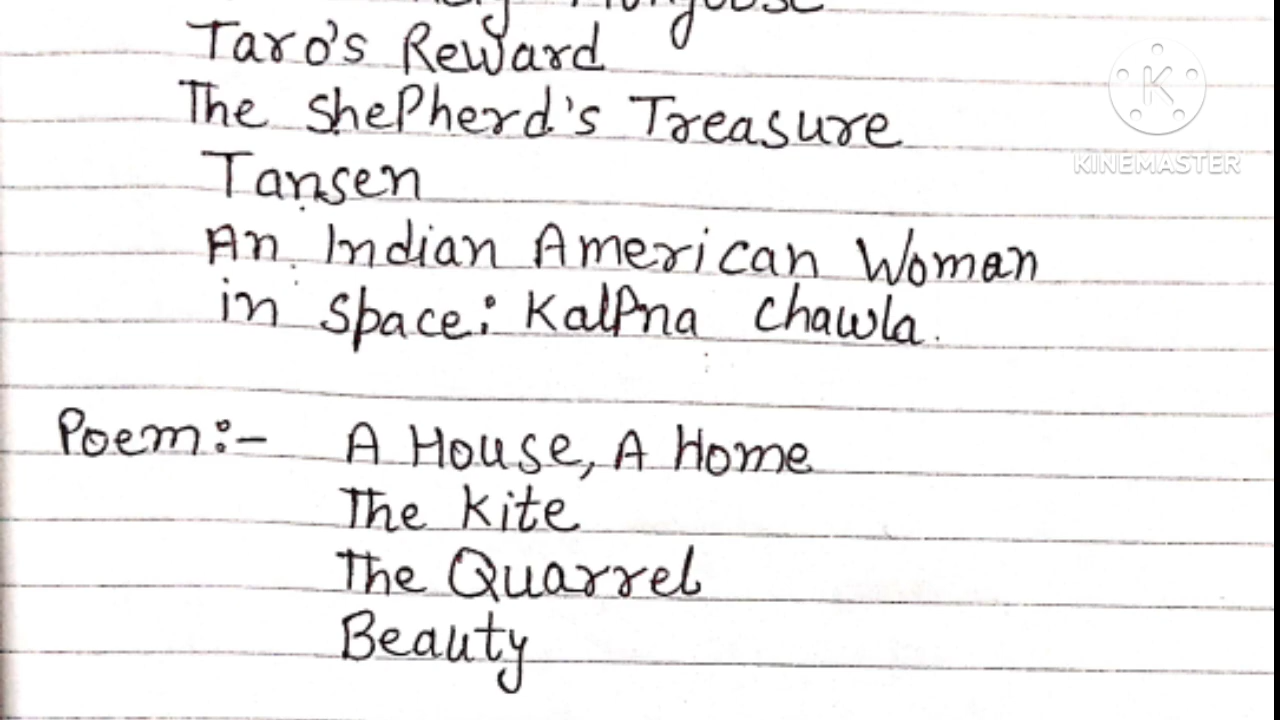 Mongoose
Taro's Reward
The ShePherd's Treasure
Tansen
An Indian American Woman
in Space: KalPna Chawla.
Poem:- A House, A Home
The Kite
The Quarrel
Beauty
K
KINEMASTER